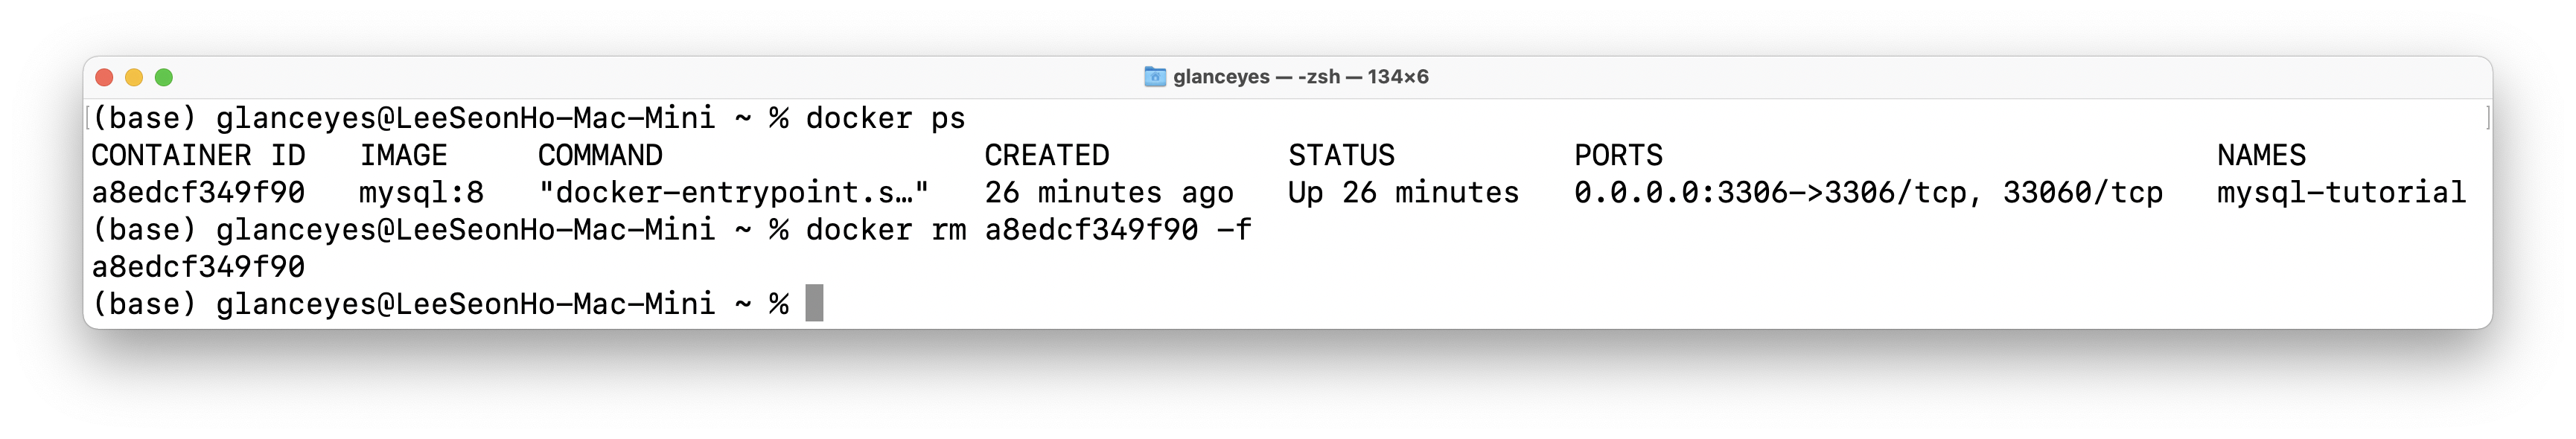 glanceyes — -zsh — 134×6
(base) glanceyes@LeeSeonHo-Mac-Mini ~ % docker ps
CONTAINER ID   IMAGE     COMMAND                  CREATED          STATUS          PORTS                               NAMES
a8edcf349f90   mysql:8   "docker-entrypoint.s…"   26 minutes ago   Up 26 minutes   0.0.0.0:3306->3306/tcp, 33060/tcp   mysql-tutorial
(base) glanceyes@LeeSeonHo-Mac-Mini ~ % docker rm a8edcf349f90 -f
a8edcf349f90
(base) glanceyes@LeeSeonHo-Mac-Mini ~ %